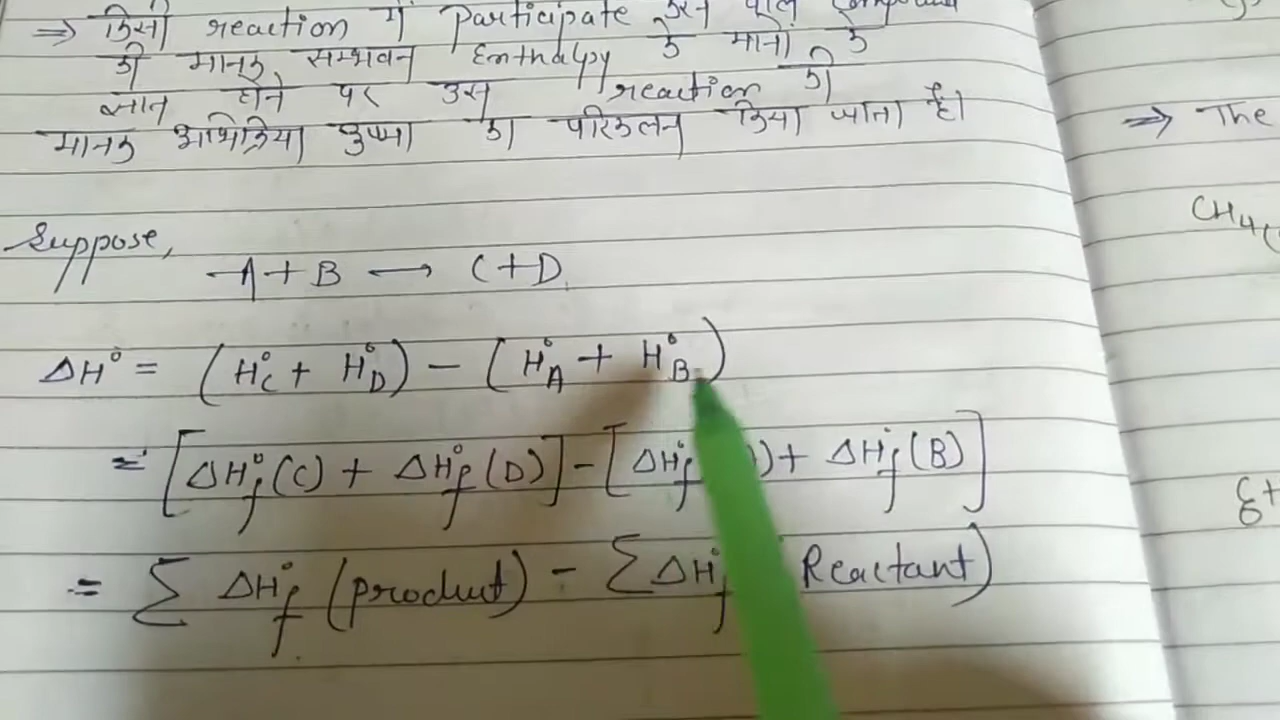 ⇒ किसी reaction में Participate करने वाले
की मानक सम्भवन Enthalpy के मानों के
ज्ञात होने पर उस reaction की
मानक अभिक्रिया ऊष्मा का परिकलन किया जाता है।
Suppose,
A + B ⟶ C + D
ΔH° = (H°C + H°D) - (H°A + H°B)
= [ΔH°f(C) + ΔH°f(D)] - [ΔH°f ) + ΔH°f(B)]
= Σ ΔH°f (product) - Σ ΔH°f Reactant)
⇒ The
CH4(